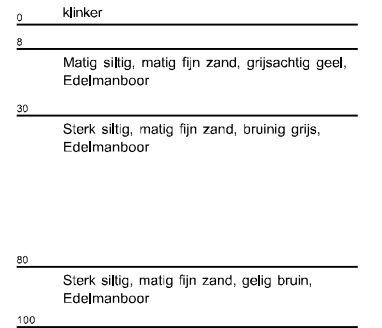 klinker
0
8
Matig siltig, matig fijn zand, grijsachtig geel,
Edelmanboor
30
Sterk siltig, matig fijn zand, bruinig grijs,
Edelmanboor
80
Sterk siltig, matig fijn zand, gelig bruin,
Edelmanboor
100